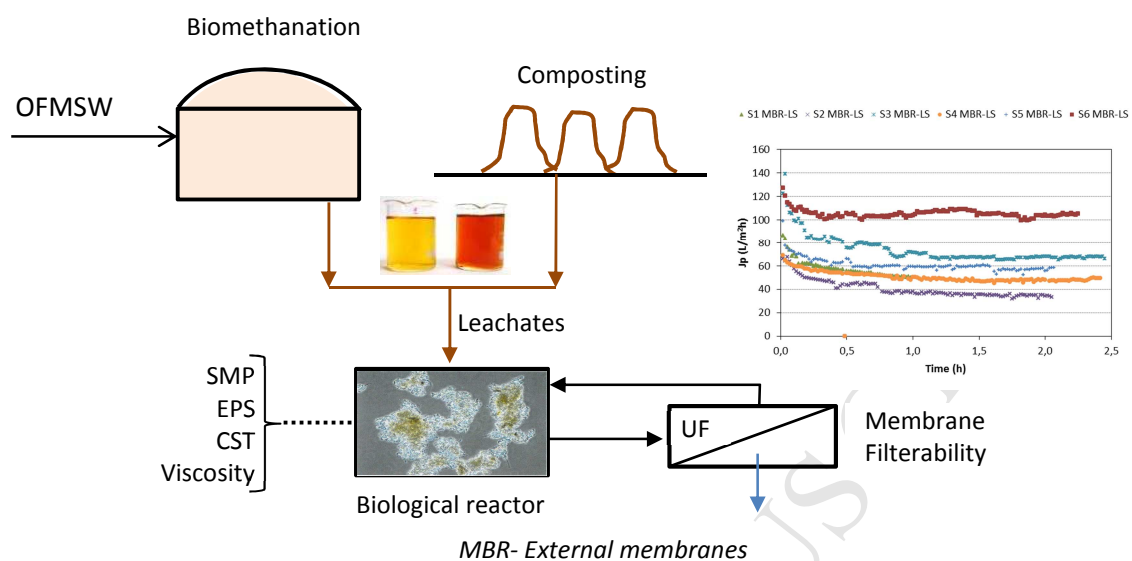 Biomethanation
OFMSW
Composting
Leachates
SMP
EPS
CST
Viscosity
Biological reactor
UF
Membrane
Filterability
MBR- External membranes
S1 MBR-LS S2 MBR-LS S3 MBR-LS S4 MBR-LS S5 MBR-LS S6 MBR-LS
160
140
120
100
80
60
40
20
0
Jp (L/m²h)
0,0 0,5 1,0 1,5 2,0 2,5
Time (h)